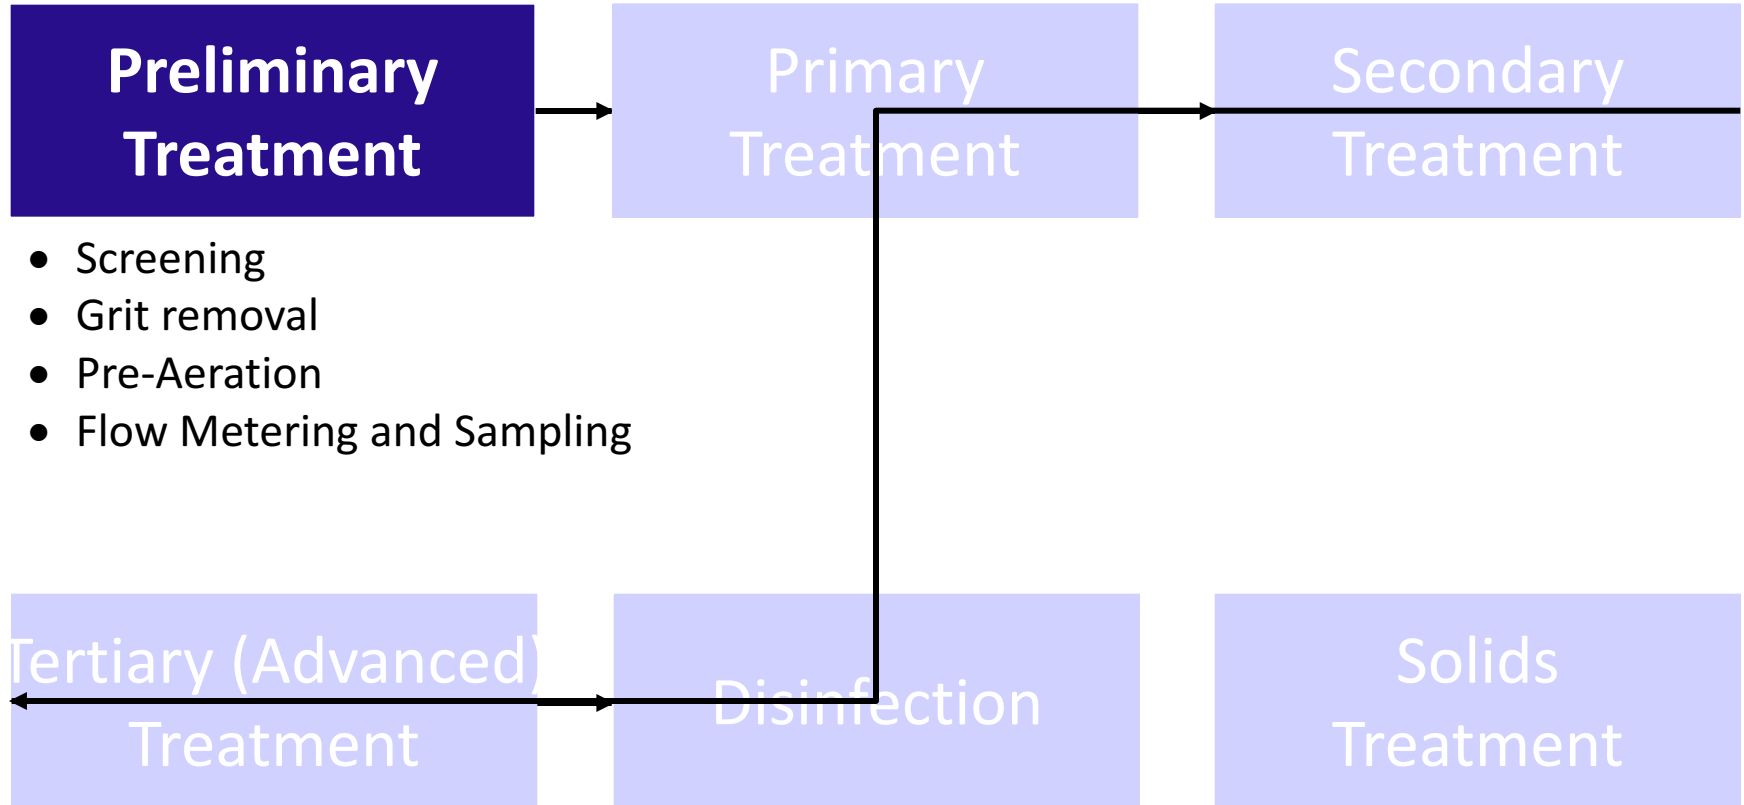 Preliminary
Treatment
Primary
Treatment
Secondary
Treatment
• Screening
• Grit removal
• Pre-Aeration
• Flow Metering and Sampling
Tertiary (Advanced)
Treatment
Disinfection
Solids
Treatment